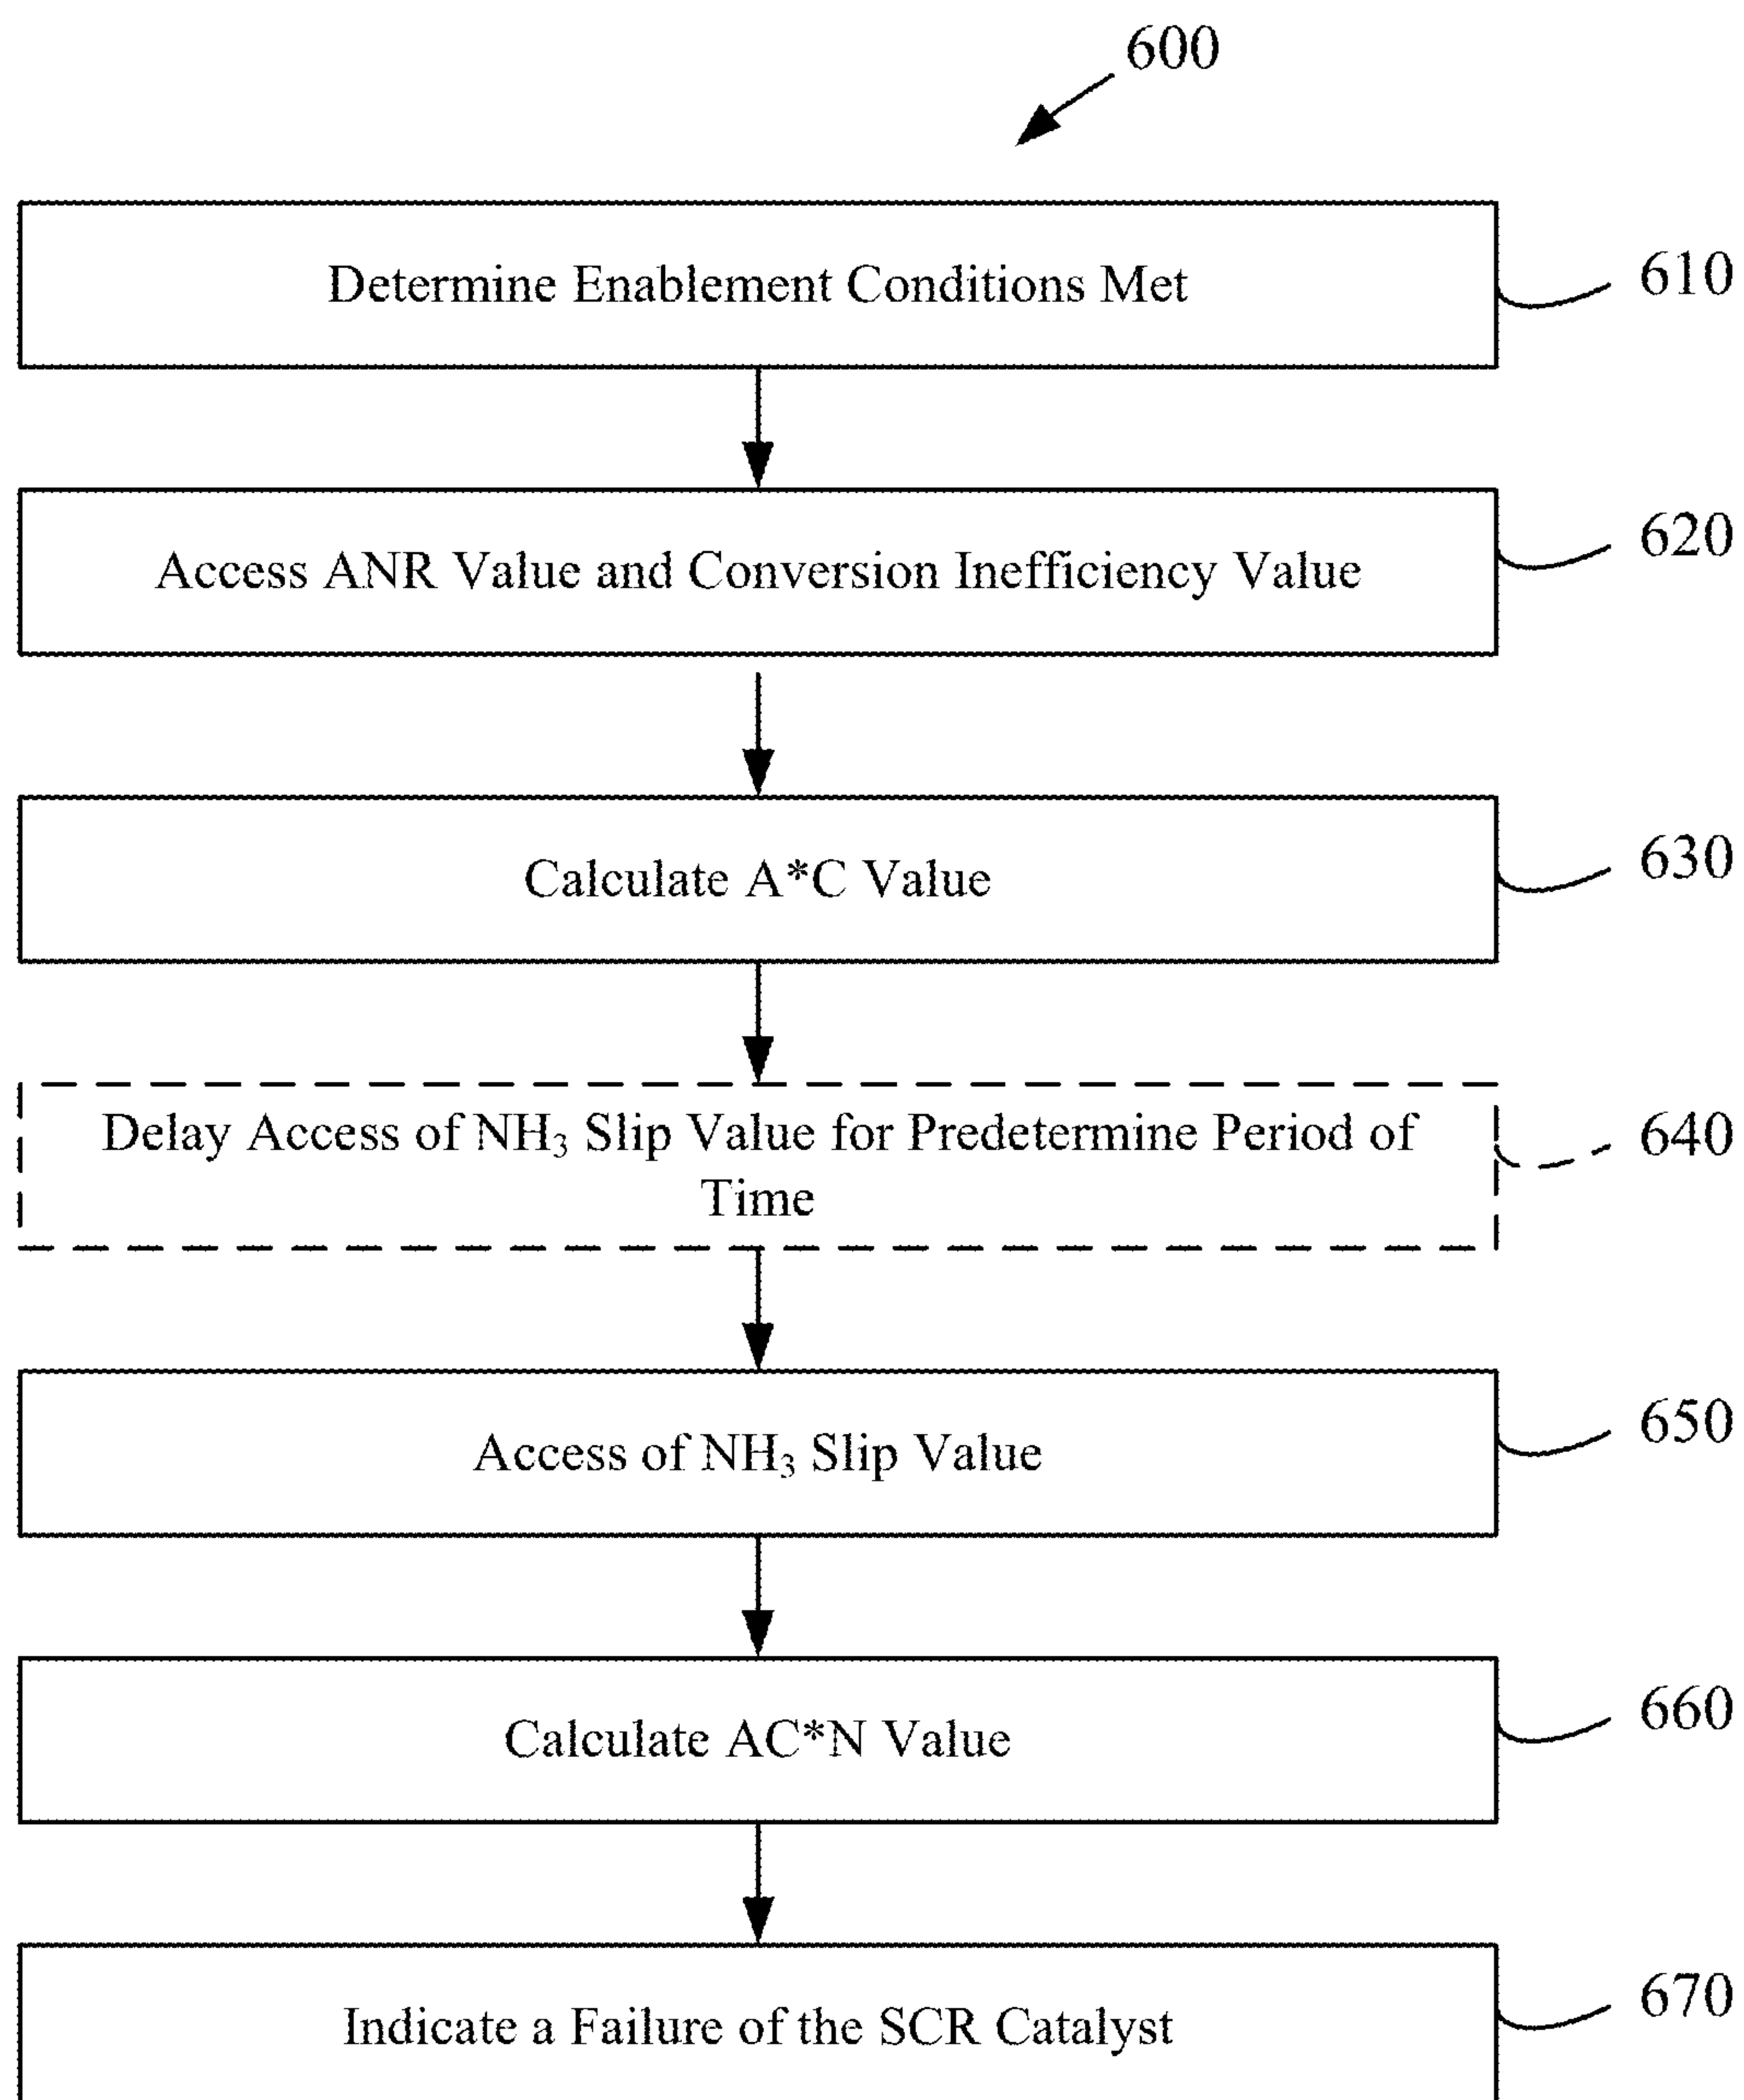 600
Determine Enablement Conditions Met
610
Access ANR Value and Conversion Inefficiency Value
620
Calculate A*C Value
630
Delay Access of NH₃ Slip Value for Predetermine Period of
Time
640
Access of NH₃ Slip Value
650
Calculate AC*N Value
660
Indicate a Failure of the SCR Catalyst
670